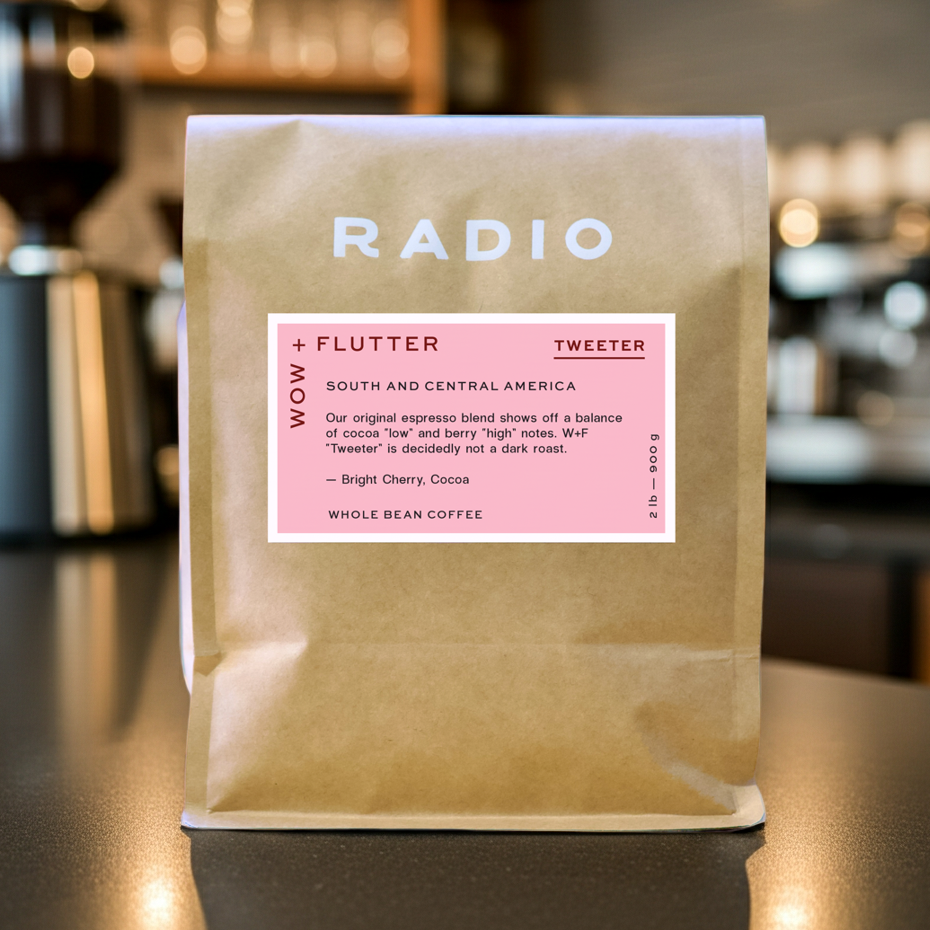 RADIO
WOW + FLUTTER
TWEETER
SOUTH AND CENTRAL AMERICA
Our original espresso blend shows off a balance
of cocoa "low" and berry "high" notes. W+F
"Tweeter" is decidedly not a dark roast.
— Bright Cherry, Cocoa
WHOLE BEAN COFFEE
2 lb — 900 g